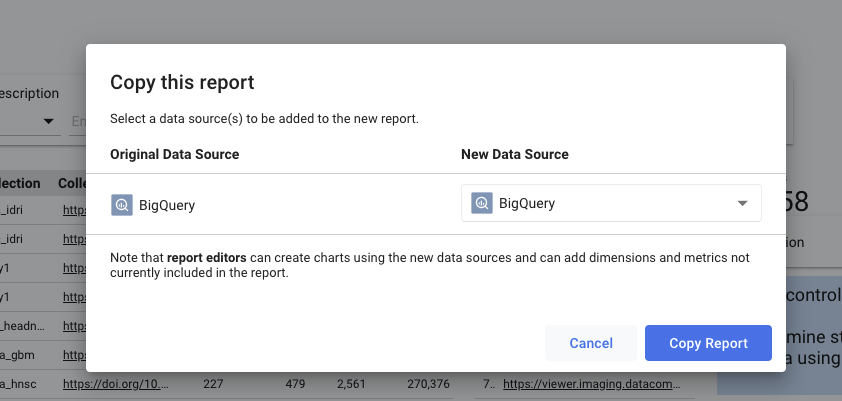 Copy this report
Select a data source(s) to be added to the new report.
Original Data Source New Data Source
BigQuery BigQuery
Note that report editors can create charts using the new data sources and can add dimensions and metrics not
currently included in the report.
Cancel Copy Report
escription
En
lection Colle
_idri https
_idri https
y1 https
y1 https
_headn... https
a_gbm https
a_hnsc https://doi.org/10.... 227 479 2,561 270,376 7.. https://viewer.imaging.datacom...
58
ion
control
mine st
a using